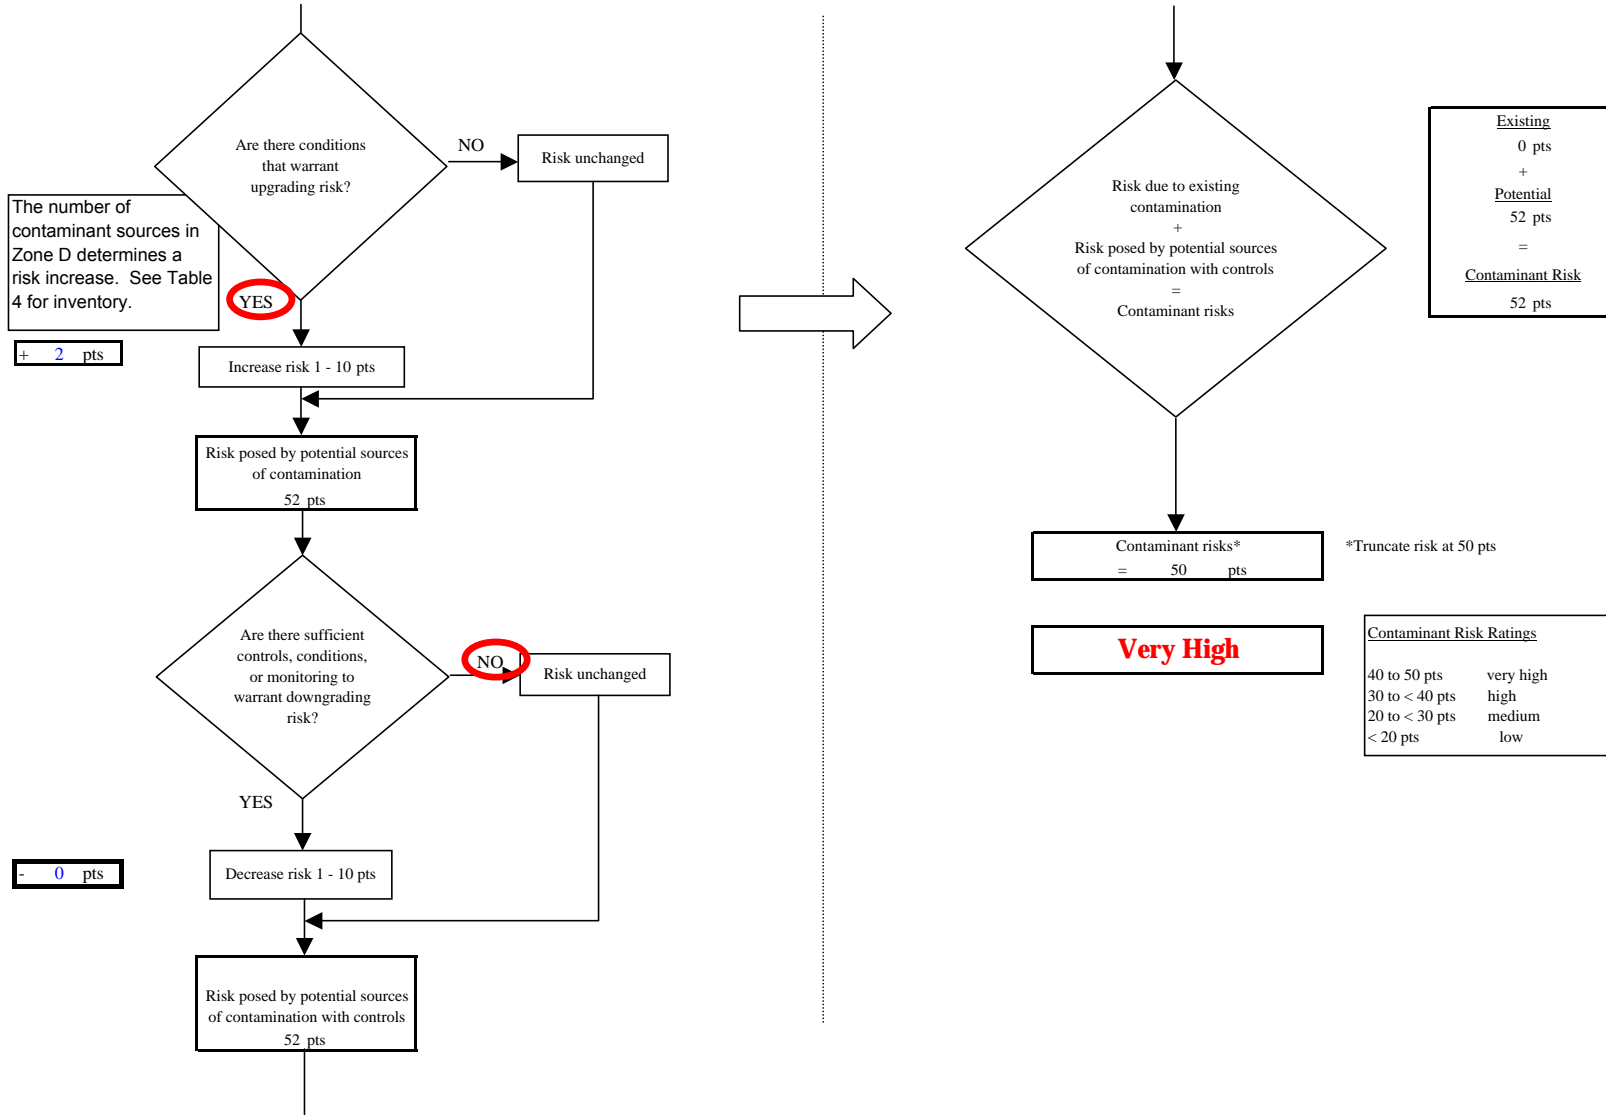 Are there conditions
that warrant
upgrading risk?
NO
Risk unchanged
The number of
contaminant sources in
Zone D determines a
risk increase.  See Table
4 for inventory.
YES
+ 2 pts
Increase risk 1 - 10 pts
Risk posed by potential sources
of contamination
52 pts
Are there sufficient
controls, conditions,
or monitoring to
warrant downgrading
risk?
NO
Risk unchanged
YES
- 0 pts
Decrease risk 1 - 10 pts
Risk posed by potential sources
of contamination with controls
52 pts
Risk due to existing
contamination
+
Risk posed by potential sources
of contamination with controls
=
Contaminant risks
Existing
0 pts
+
Potential
52 pts
=
Contaminant Risk
52 pts
Contaminant risks*
= 50 pts
*Truncate risk at 50 pts
Very High
Contaminant Risk Ratings
40 to 50 pts very high
30 to < 40 pts high
20 to < 30 pts medium
< 20 pts low